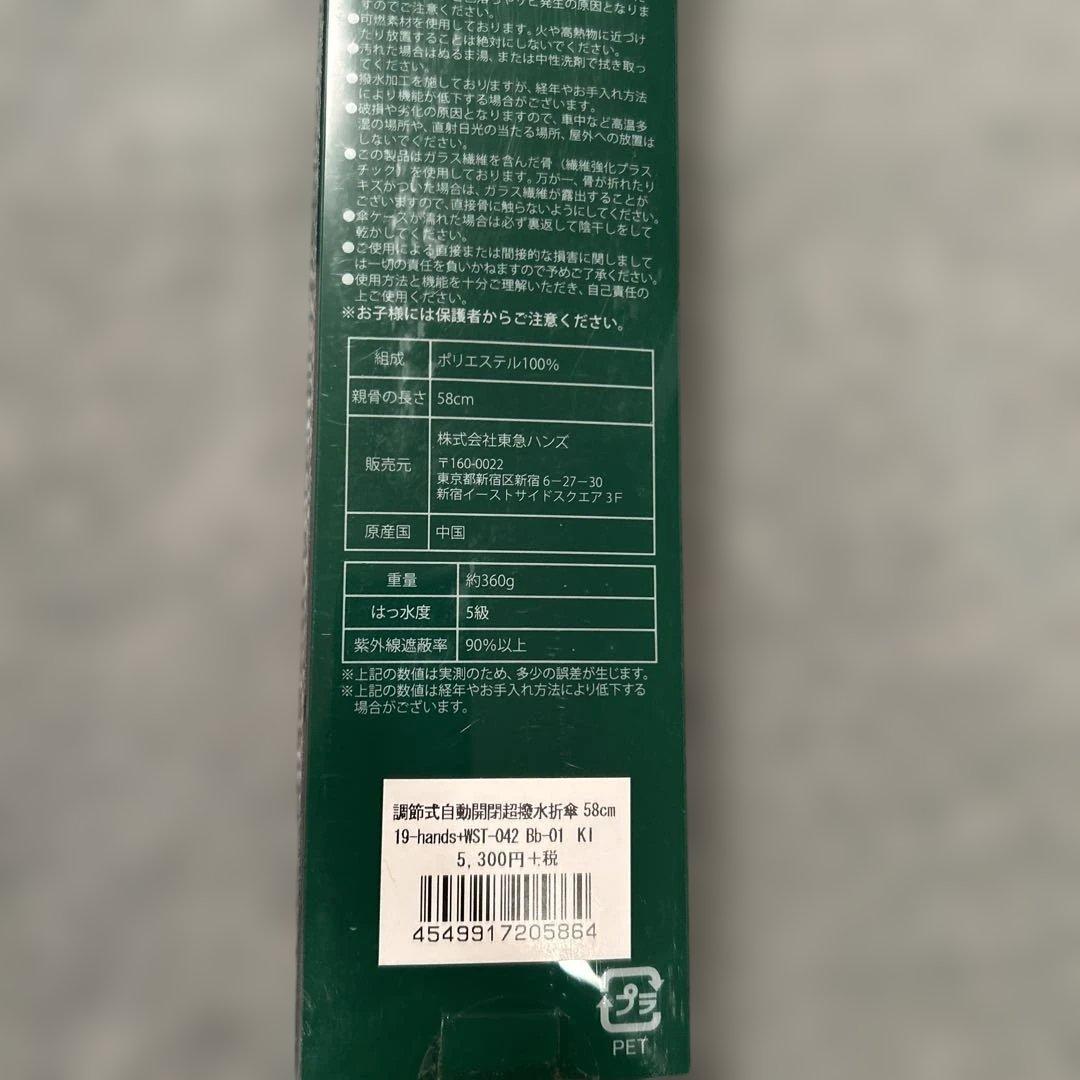 発生の原因となりま
すのでご注意ください。
●可燃素材を使用しております。火や高熱物に近づけ
たり放置することは絶対にしないでください。
●汚れた場合はぬるま湯、または中性洗剤で拭き取っ
てください。
●撥水加工を施しておりますが、経年やお手入れ方法
により機能が低下する場合がございます。
●破損や劣化の原因となりますので、車中など高温多
湿の場所や、直射日光の当たる場所、屋外への放置は
しないでください。
●この製品はガラス繊維を含んだ骨（繊維強化プラス
チック）を使用しております。万が一、骨が折れたり
キズがついた場合は、ガラス繊維が露出することが
ございますので、直接骨に触らないようにしてください。
●傘ケースが濡れた場合は必ず裏返して陰干しをして
乾かしてください。
●ご使用による直接または間接的な損害に関しまして
は一切の責任を負いかねますので予めご了承ください。
●使用方法と機能を十分ご理解いただき、自己責任の
上ご使用ください。
※お子様には保護者からご注意ください。
組成 ポリエステル100%
親骨の長さ 58cm
販売元 株式会社東急ハンズ
〒160-0022
東京都新宿区新宿6－27－30
新宿イーストサイドスクエア3F
原産国 中国
重量 約360g
はっ水度 5級
紫外線遮蔽率 90%以上
※上記の数値は実測のため、多少の誤差が生じます。
※上記の数値は経年やお手入れ方法により低下する
場合がございます。
調節式自動開閉超撥水折傘 58cm
19-hands+WST-042 Bb-01 KI
5,300円＋税
4549917205864
プラ
PET